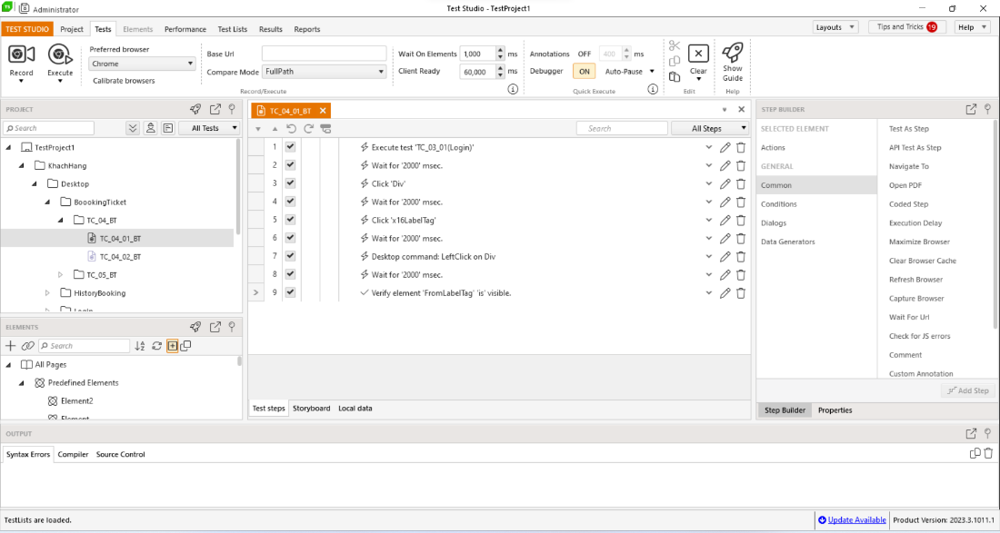 Administrator
Test Studio - TestProject1
TEST STUDIO Project Tests Elements Performance Test Lists Results Reports
Layouts Tips and Tricks 19 Help
Record
Execute
Preferred browser
Chrome
Calibrate browsers
Base Url
Compare Mode FullPath
Record/Execute
Wait On Elements 1,000 ms
Client Ready 60,000 ms
Annotations OFF 400 ms
Debugger ON Auto-Pause
Quick Execute
Clear
Edit
Show
Guide
Help
PROJECT
Search
All Tests
TestProject1
KhachHang
Desktop
BoookingTicket
TC_04_BT
TC_04_01_BT
TC_04_02_BT
TC_05_BT
HistoryBooking
Login
ELEMENTS
Search
All Pages
Predefined Elements
Element2
Element
TC_04_01_BT
Search
All Steps
1 Execute test 'TC_03_01(Login)'
2 Wait for '2000' msec.
3 Click 'Div'
4 Wait for '2000' msec.
5 Click 'x16LabelTag'
6 Wait for '2000' msec.
7 Desktop command: LeftClick on Div
8 Wait for '2000' msec.
9 Verify element 'FromLabelTag' 'is' visible.
Test steps Storyboard Local data
STEP BUILDER
SELECTED ELEMENT
Actions
GENERAL
Common
Conditions
Dialogs
Data Generators
Test As Step
API Test As Step
Navigate To
Open PDF
Coded Step
Execution Delay
Maximize Browser
Clear Browser Cache
Refresh Browser
Capture Browser
Wait For Url
Check for JS errors
Comment
Custom Annotation
Add Step
Step Builder Properties
OUTPUT
Syntax Errors Compiler Source Control
TestLists are loaded.
Update Available
Product Version: 2023.3.1011.1